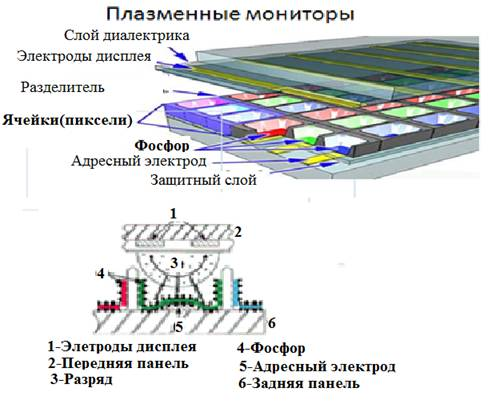 Плазменные мониторы
Слой диалектрика
Электроды дисплея
Разделитель
Ячейки(пиксели)
Фосфор
Адресный электрод
Защитный слой
1
2
3
4
5
6
1-Элетроды дисплея
2-Передняя панель
3-Разряд
4-Фосфор
5-Адресный электрод
6-Задняя панель